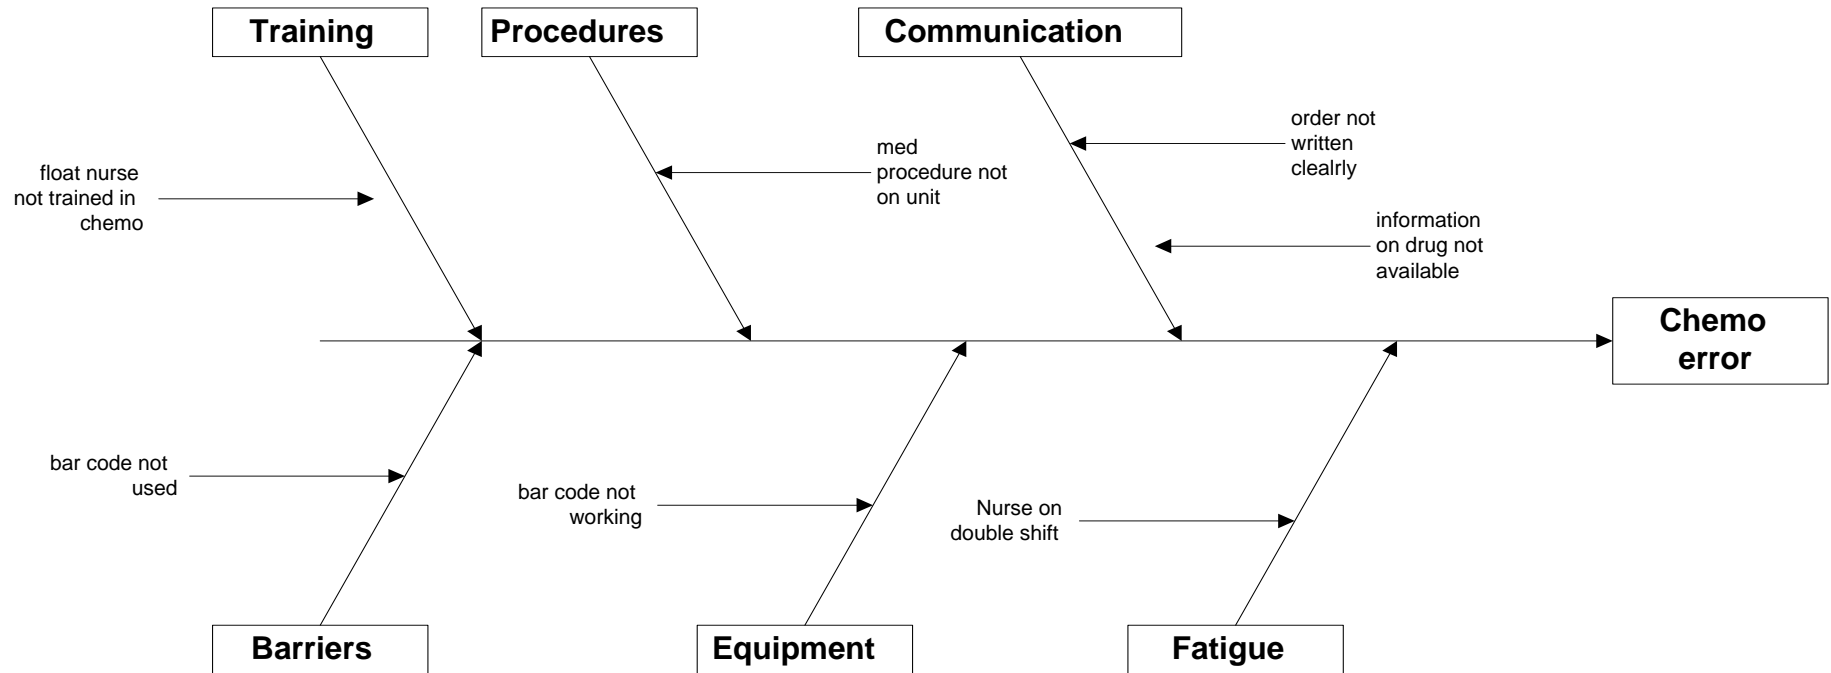 Training
Procedures
Communication
order not
written
clealrly
med
procedure not
on unit
float nurse
not trained in
chemo
information
on drug not
available
Chemo
error
bar code not
used
bar code not
working
Nurse on
double shift
Barriers
Equipment
Fatigue